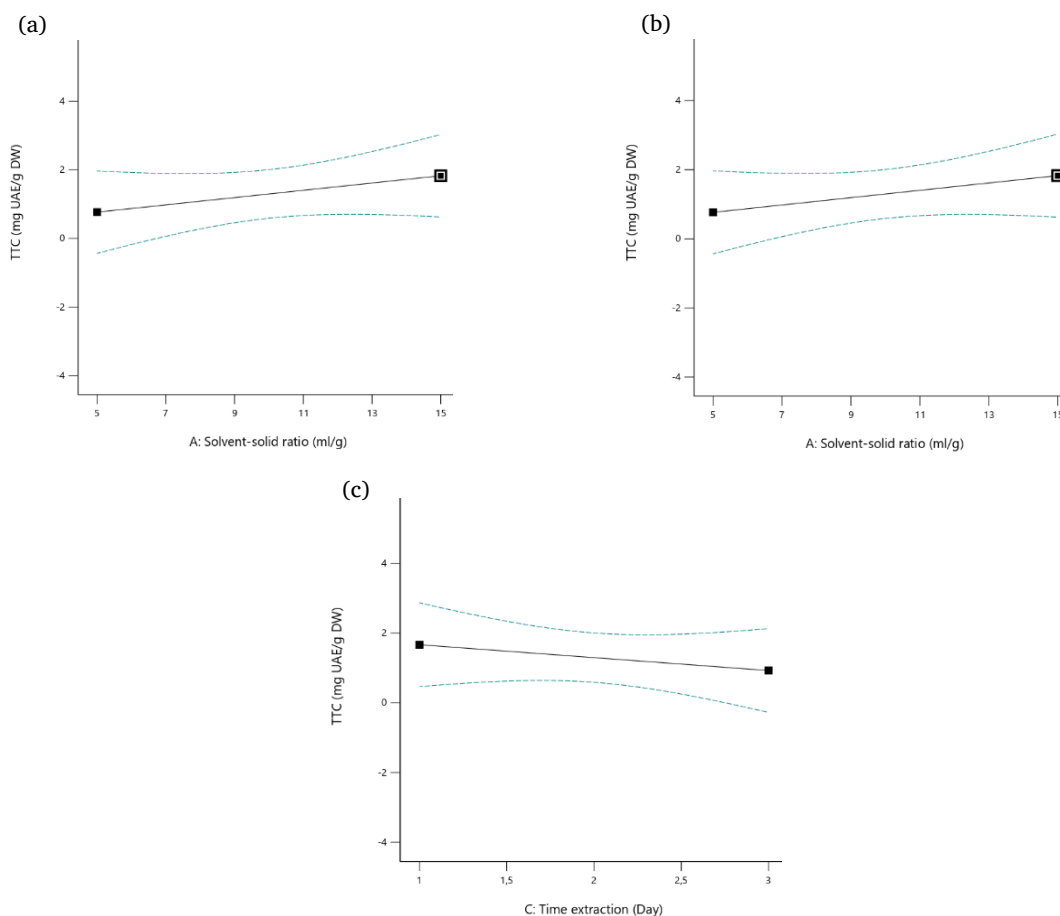 (a)
TTC (mg UAE/g DW)
4
2
0
-2
-4
5 7 9 11 13 15
A: Solvent-solid ratio (ml/g)
(b)
TTC (mg UAE/g DW)
4
2
0
-2
-4
5 7 9 11 13 15
A: Solvent-solid ratio (ml/g)
(c)
TTC (mg UAE/g DW)
4
2
0
-2
-4
1 1,5 2 2,5 3
C: Time extraction (Day)